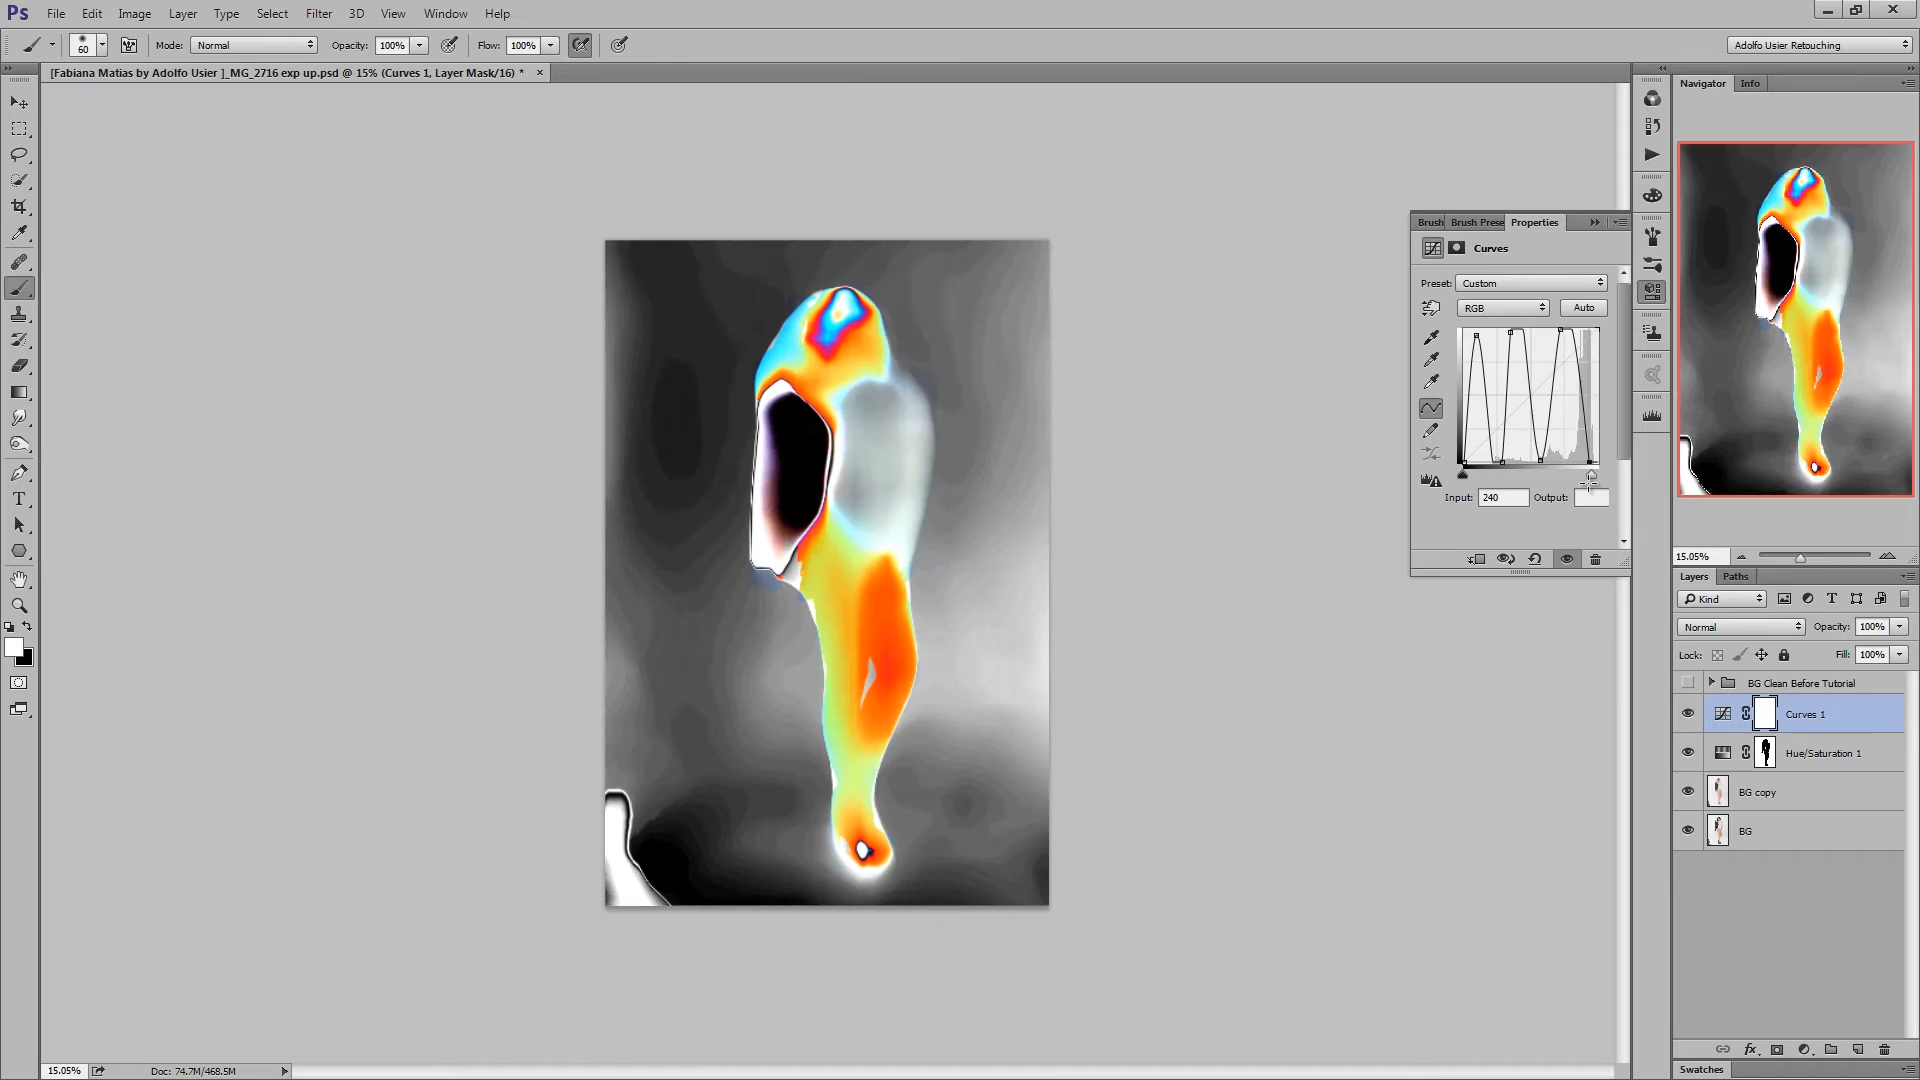 Ps File Edit Image Layer Type Select Filter 3D View Window Help
60 Mode: Normal Opacity: 100% Flow: 100% Adolfo Usier Retouching
[Fabiana Matias by Adolfo Usier ]_MG_2716 exp up.psd @ 15% (Curves 1, Layer Mask/16) * ×
Navigator Info
Brush Brush Prese Properties
Curves
Preset: Custom
RGB Auto
Input: 240 Output:
15.05%
Layers Paths
Kind T
Normal Opacity: 100%
Lock: Fill: 100%
BG Clean Before Tutorial
Curves 1
Hue/Saturation 1
BG copy
BG
fx
Swatches
15.05% Doc: 74.7M/468.5M